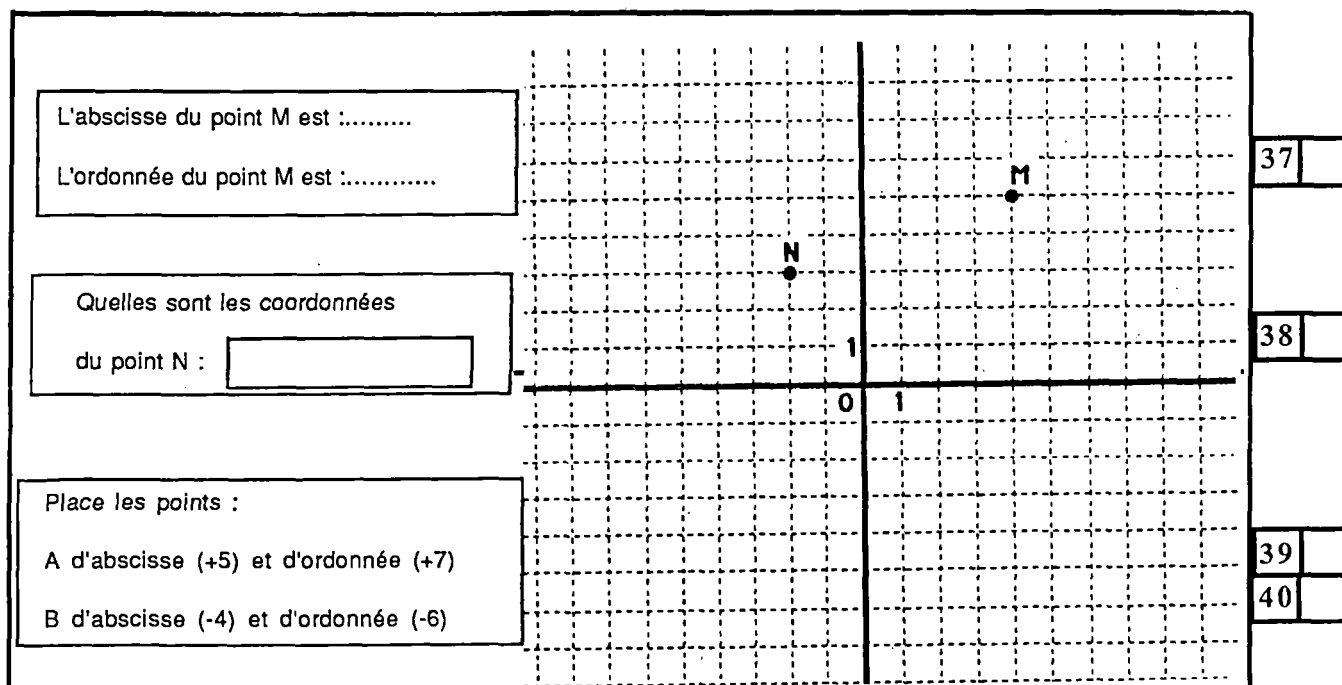 L'abscisse du point M est :.........
L'ordonnée du point M est :............
37
M
N
Quelles sont les coordonnées
du point N :
38
1
0 1
Place les points :
A d'abscisse (+5) et d'ordonnée (+7)
B d'abscisse (-4) et d'ordonnée (-6)
39
40